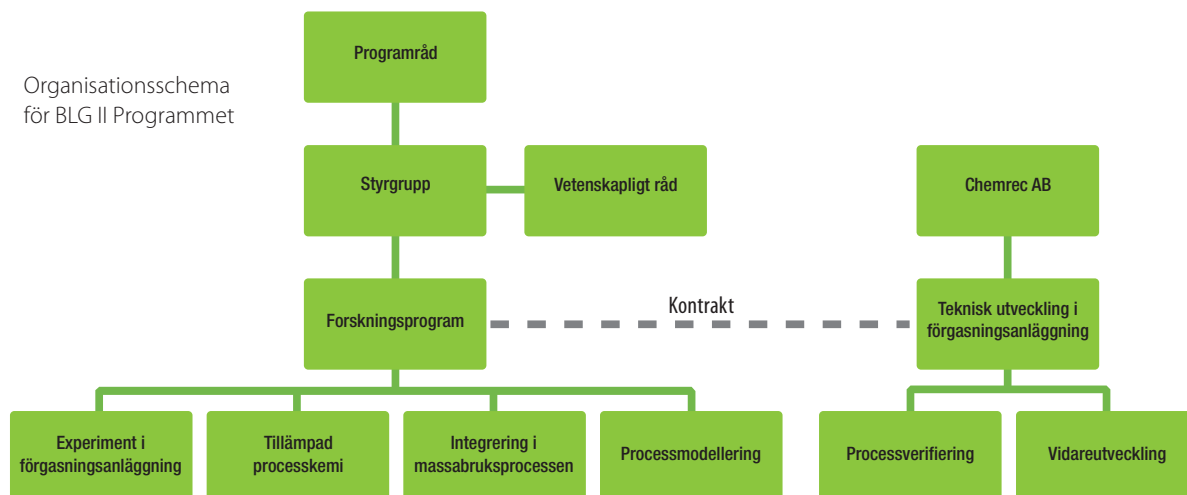 Organisationsschema
för BLG II Programmet
Programråd
Styrgrupp
Vetenskapligt råd
Chemrec AB
Forskningsprogram
Kontrakt
Teknisk utveckling i
förgasningsanläggning
Experiment i
förgasningsanläggning
Tillämpad
processkemi
Integrering i
massabruksprocessen
Processmodellering
Processverifiering
Vidareutveckling